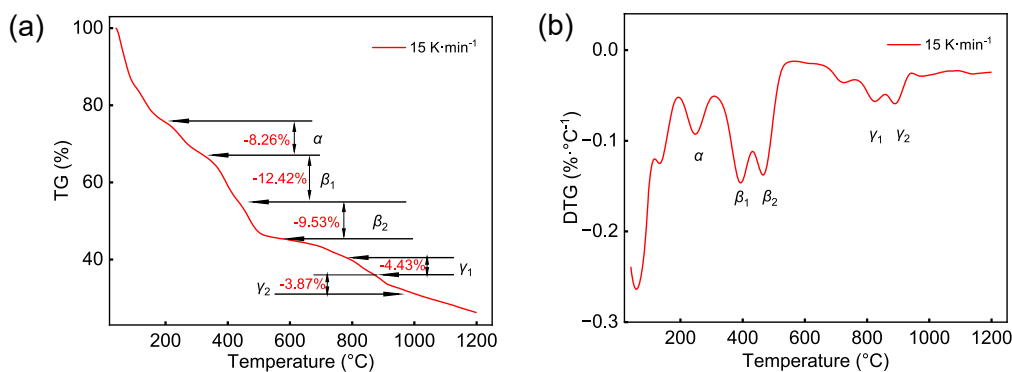 (a)
15 K·min⁻¹
TG (%)
100
80
60
40
-8.26%
α
-12.42%
β₁
-9.53%
β₂
-4.43%
γ₁
-3.87%
γ₂
200 400 600 800 1000 1200
Temperature (°C)
(b)
15 K·min⁻¹
DTG (%·°C⁻¹)
0.0
−0.1
−0.2
−0.3
α
β₁ β₂
γ₁ γ₂
200 400 600 800 1000 1200
Temperature (°C)